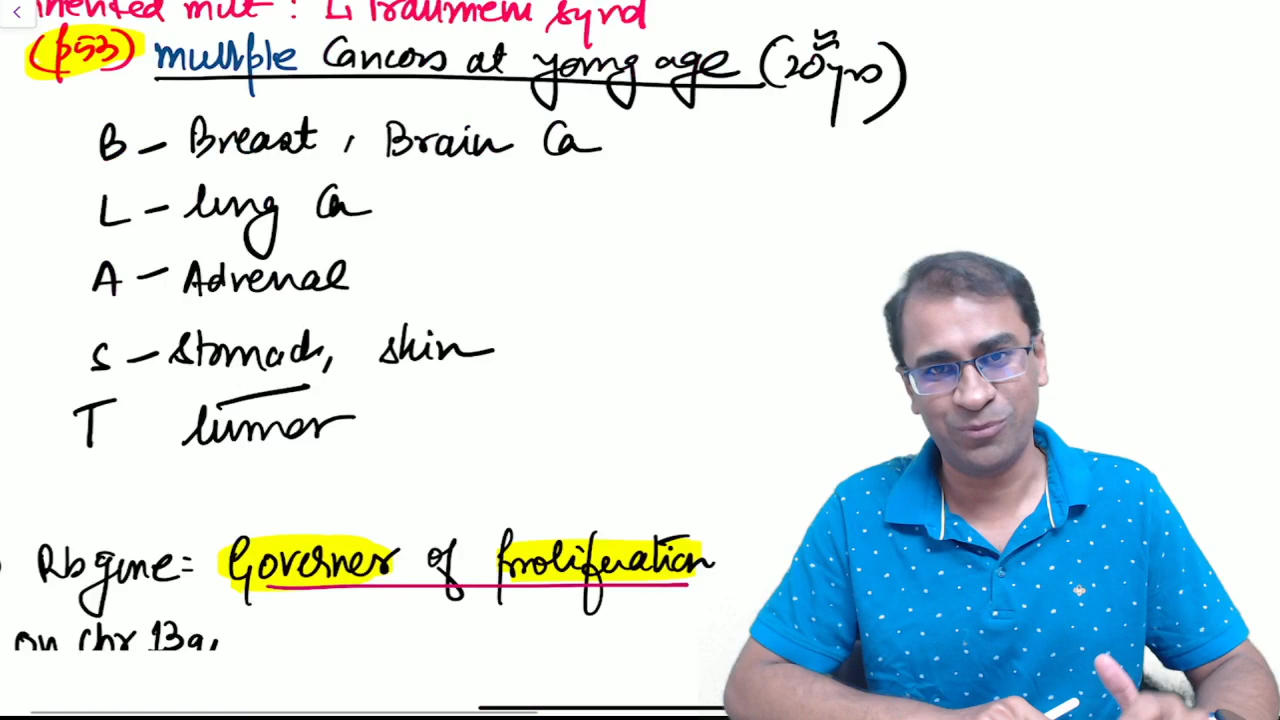 mut : Li Fraumeni synd
(p53) multiple Cancers at young age (20 yrs)
B - Breast, Brain Ca
L - lung Ca
A - Adrenal
S - Stomach, skin
T tumor
Rb gene = Governer of Proliferation
on chr 13q,